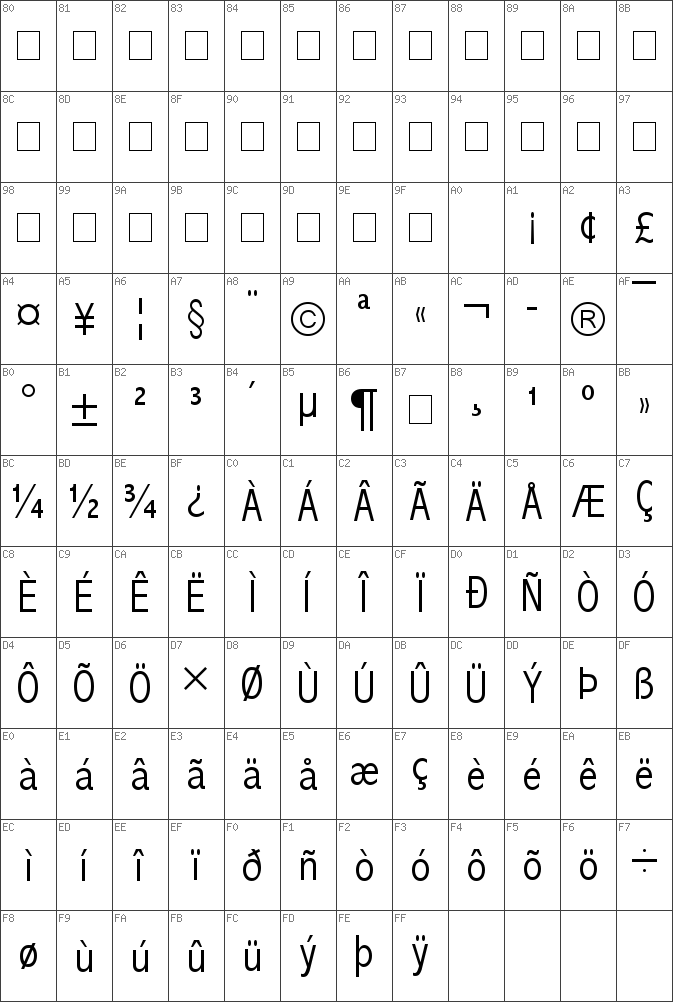 80 81 82 83 84 85 86 87 88 89 8A 8B
8C 8D 8E 8F 90 91 92 93 94 95 96 97
98 99 9A 9B 9C 9D 9E 9F A0 A1 A2 A3
¡ ¢ £
A4 A5 A6 A7 A8 A9 AA AB AC AD AE AF
¤ ¥ ¦ § ¨ © ª « ¬ - ® ¯
B0 B1 B2 B3 B4 B5 B6 B7 B8 B9 BA BB
° ± ² ³ ´ µ ¶ ¸ ¹ º »
BC BD BE BF C0 C1 C2 C3 C4 C5 C6 C7
¼ ½ ¾ ¿ À Á Â Ã Ä Å Æ Ç
C8 C9 CA CB CC CD CE CF D0 D1 D2 D3
È É Ê Ë Ì Í Î Ï Ð Ñ Ò Ó
D4 D5 D6 D7 D8 D9 DA DB DC DD DE DF
Ô Õ Ö × Ø Ù Ú Û Ü Ý Þ ß
E0 E1 E2 E3 E4 E5 E6 E7 E8 E9 EA EB
à á â ã ä å æ ç è é ê ë
EC ED EE EF F0 F1 F2 F3 F4 F5 F6 F7
ì í î ï ð ñ ò ó ô õ ö ÷
F8 F9 FA FB FC FD FE FF
ø ù ú û ü ý þ ÿ